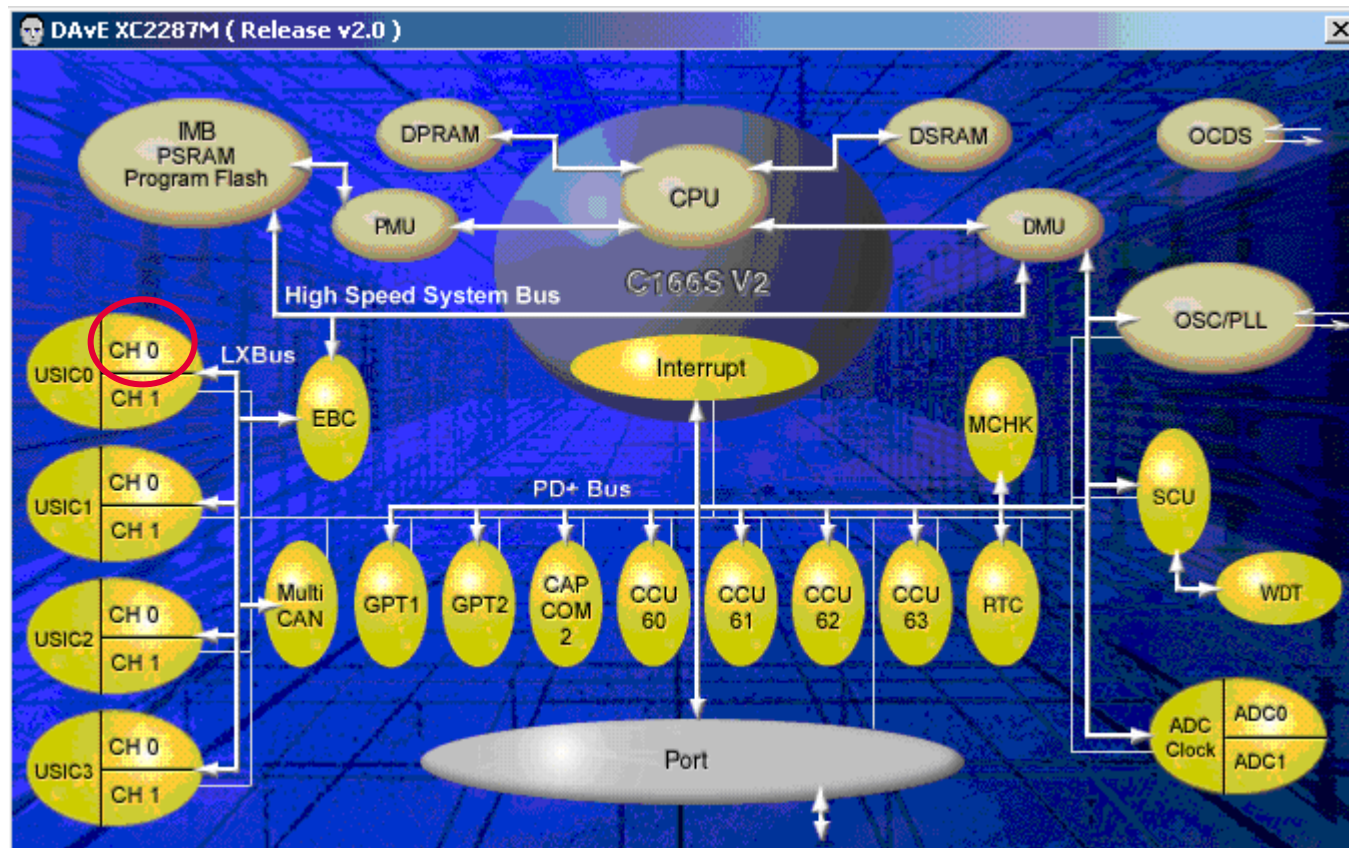 DAvE XC2287M ( Release v2.0 )
IMB
PSRAM
Program Flash
DPRAM
CPU
DSRAM
OCDS
PMU
DMU
C166S V2
High Speed System Bus
OSC/PLL
USIC0
CH 0
CH 1
LXBus
EBC
Interrupt
MCHK
USIC1
CH 0
CH 1
PD+ Bus
SCU
WDT
USIC2
CH 0
CH 1
Multi
CAN
GPT1
GPT2
CAP
COM
2
CCU
60
CCU
61
CCU
62
CCU
63
RTC
USIC3
CH 0
CH 1
Port
ADC
Clock
ADC0
ADC1